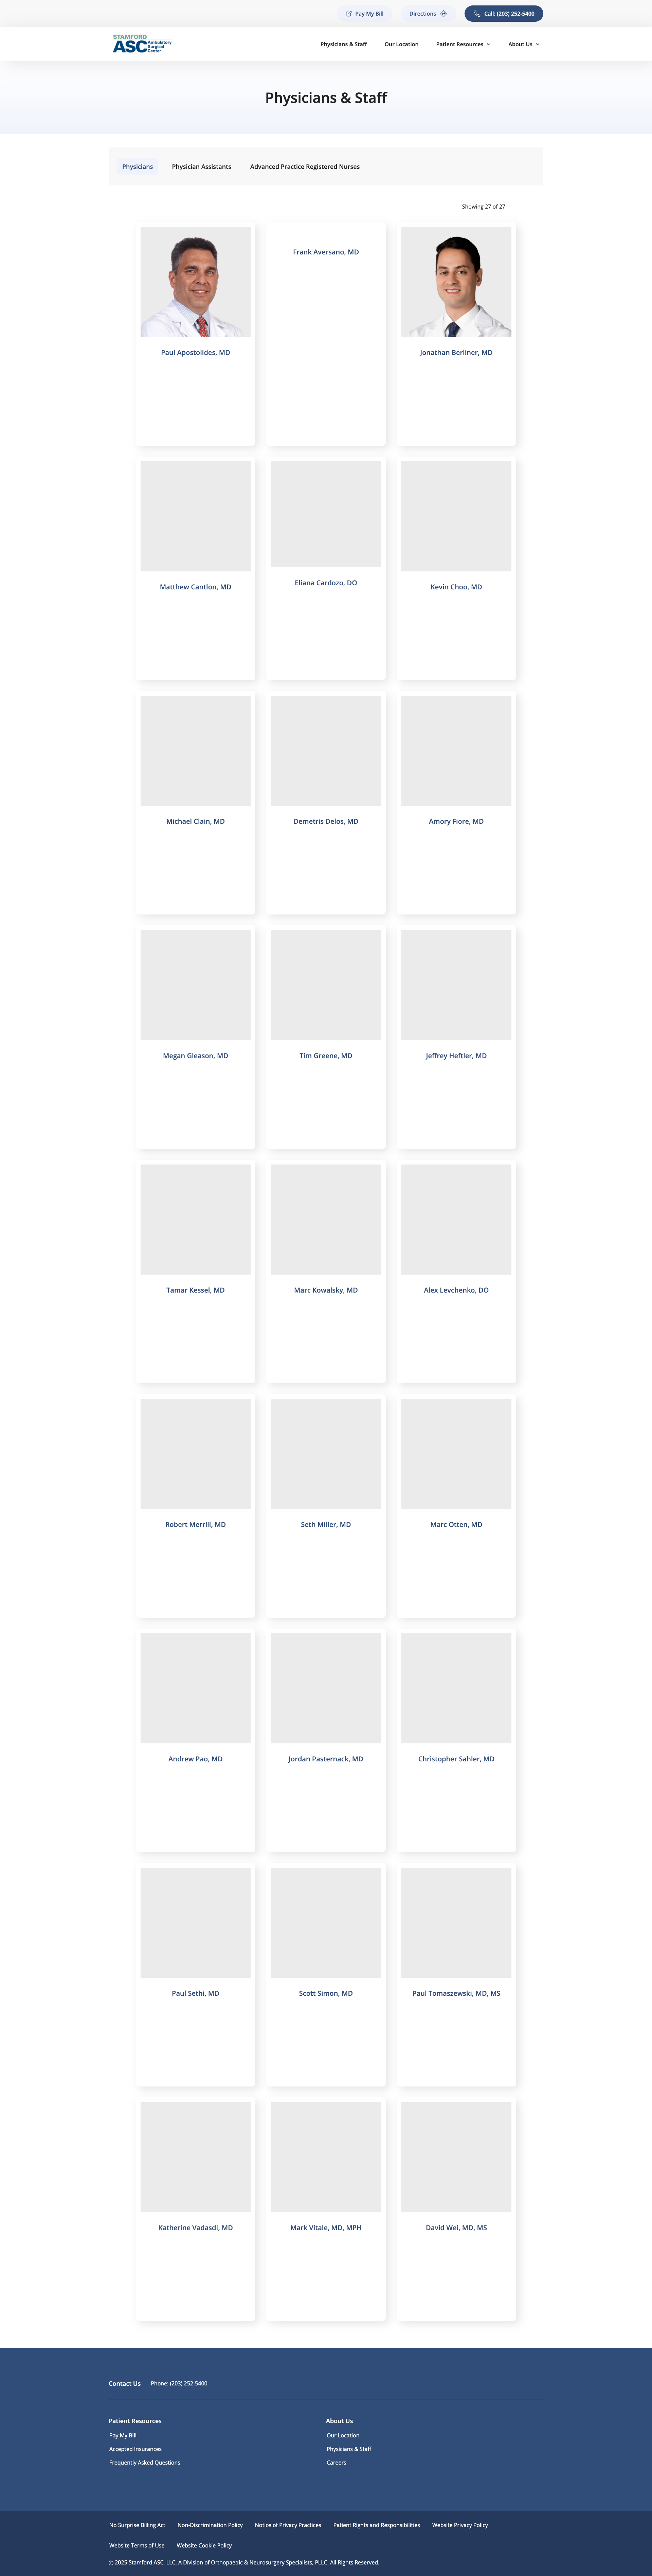 Pay My Bill
Directions
Call: (203) 252-5400
STAMFORD
ASC Ambulatory
Surgical
Center
Physicians & Staff
Our Location
Patient Resources
About Us
Physicians & Staff
Physicians
Physician Assistants
Advanced Practice Registered Nurses
Showing 27 of 27
Paul Apostolides, MD
Frank Aversano, MD
Jonathan Berliner, MD
Matthew Cantlon, MD
Eliana Cardozo, DO
Kevin Choo, MD
Michael Clain, MD
Demetris Delos, MD
Amory Fiore, MD
Megan Gleason, MD
Tim Greene, MD
Jeffrey Heftler, MD
Tamar Kessel, MD
Marc Kowalsky, MD
Alex Levchenko, DO
Robert Merrill, MD
Seth Miller, MD
Marc Otten, MD
Andrew Pao, MD
Jordan Pasternack, MD
Christopher Sahler, MD
Paul Sethi, MD
Scott Simon, MD
Paul Tomaszewski, MD, MS
Katherine Vadasdi, MD
Mark Vitale, MD, MPH
David Wei, MD, MS
Contact Us
Phone: (203) 252-5400
Patient Resources
Pay My Bill
Accepted Insurances
Frequently Asked Questions
About Us
Our Location
Physicians & Staff
Careers
No Surprise Billing Act
Non-Discrimination Policy
Notice of Privacy Practices
Patient Rights and Responsibilities
Website Privacy Policy
Website Terms of Use
Website Cookie Policy
© 2025 Stamford ASC, LLC, A Division of Orthopaedic & Neurosurgery Specialists, PLLC. All Rights Reserved.